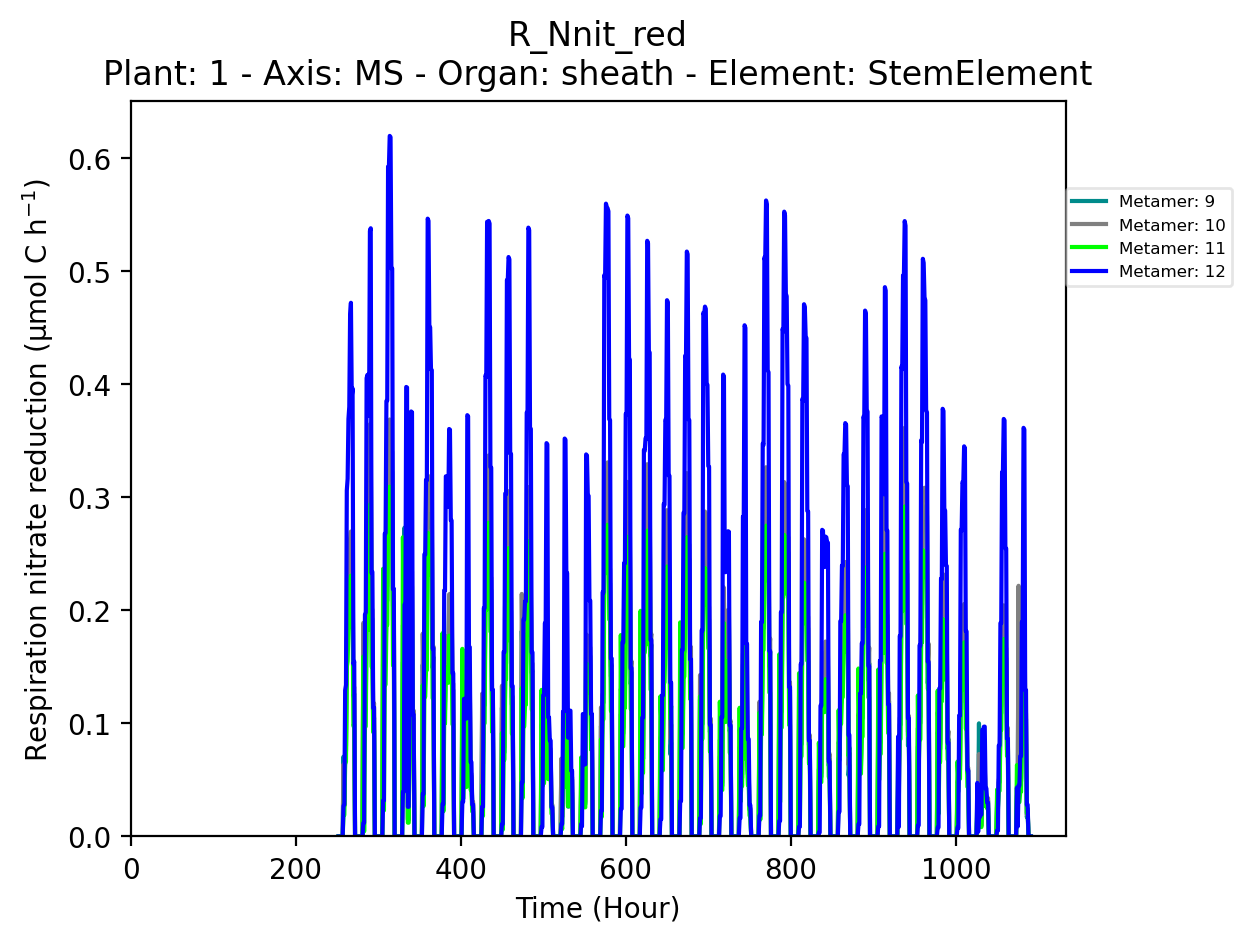 R_Nnit_red
Plant: 1 - Axis: MS - Organ: sheath - Element: StemElement
Respiration nitrate reduction (µmol C h⁻¹)
0.6
0.5
0.4
0.3
0.2
0.1
0.0
0 200 400 600 800 1000
Time (Hour)
Metamer: 9
Metamer: 10
Metamer: 11
Metamer: 12